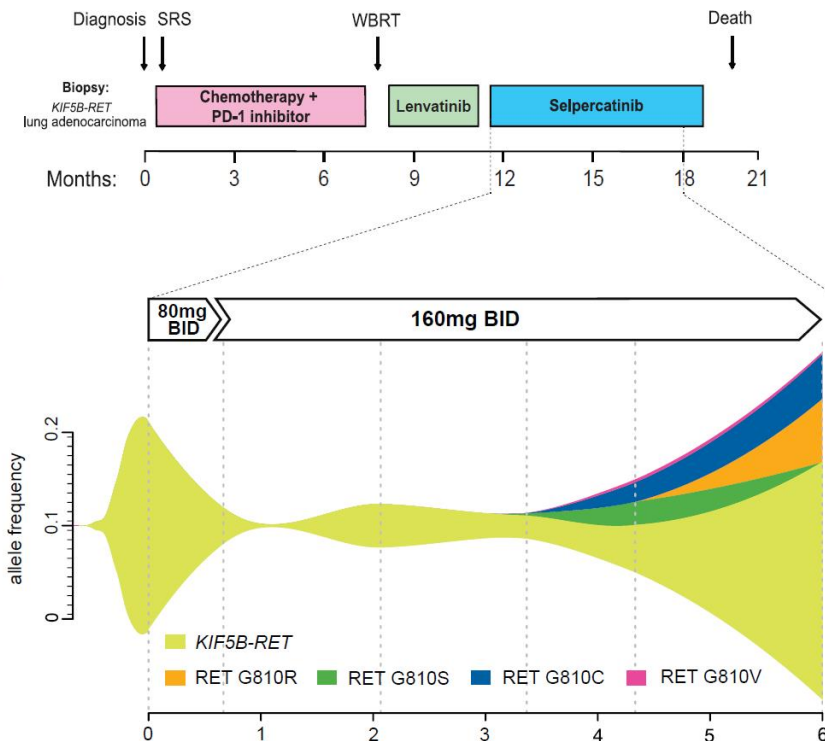 Diagnosis SRS WBRT Death
Biopsy:
KIF5B-RET
lung adenocarcinoma
Chemotherapy +
PD-1 inhibitor
Lenvatinib
Selpercatinib
Months: 0 3 6 9 12 15 18 21
80mg
BID
160mg BID
allele frequency
0.2
0.1
0
KIF5B-RET
RET G810R RET G810S RET G810C RET G810V
0 1 2 3 4 5 6